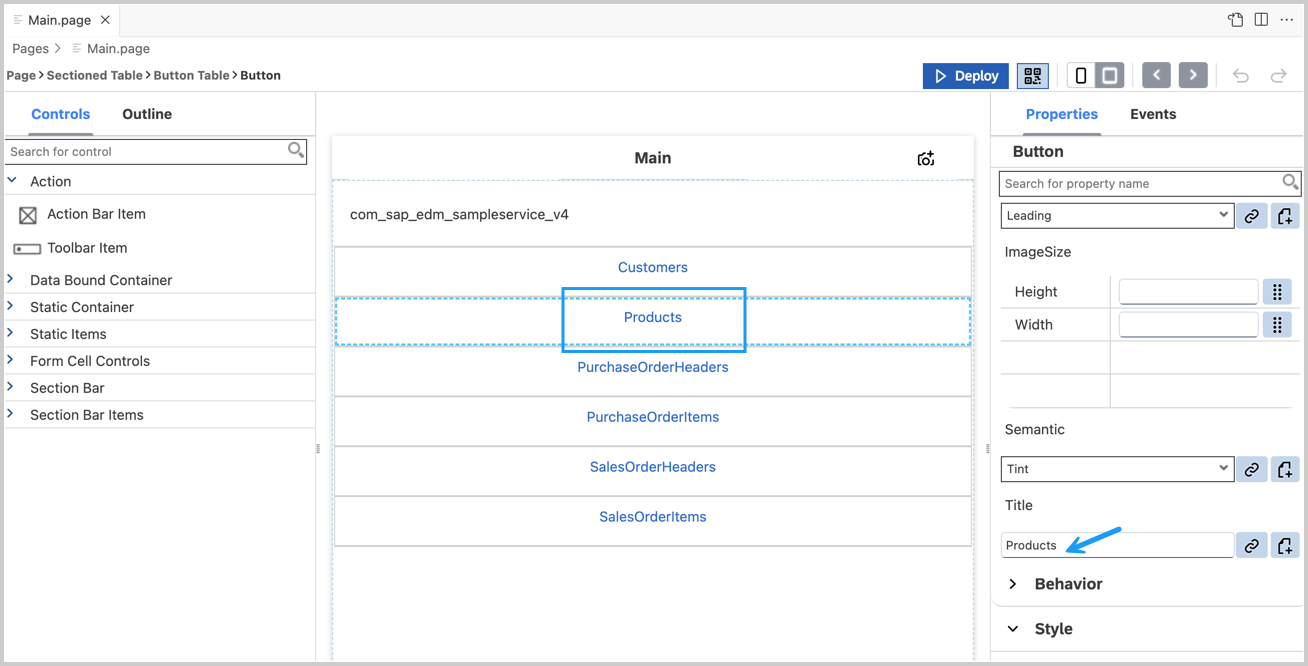 Main.page
Pages > Main.page
Page > Sectioned Table > Button Table > Button
Deploy
Controls
Outline
Search for control
Action
Action Bar Item
Toolbar Item
Data Bound Container
Static Container
Static Items
Form Cell Controls
Section Bar
Section Bar Items
Main
com_sap_edm_sampleservice_v4
Customers
Products
PurchaseOrderHeaders
PurchaseOrderItems
SalesOrderHeaders
SalesOrderItems
Properties
Events
Button
Search for property name
Leading
ImageSize
Height
Width
Semantic
Tint
Title
Products
Behavior
Style